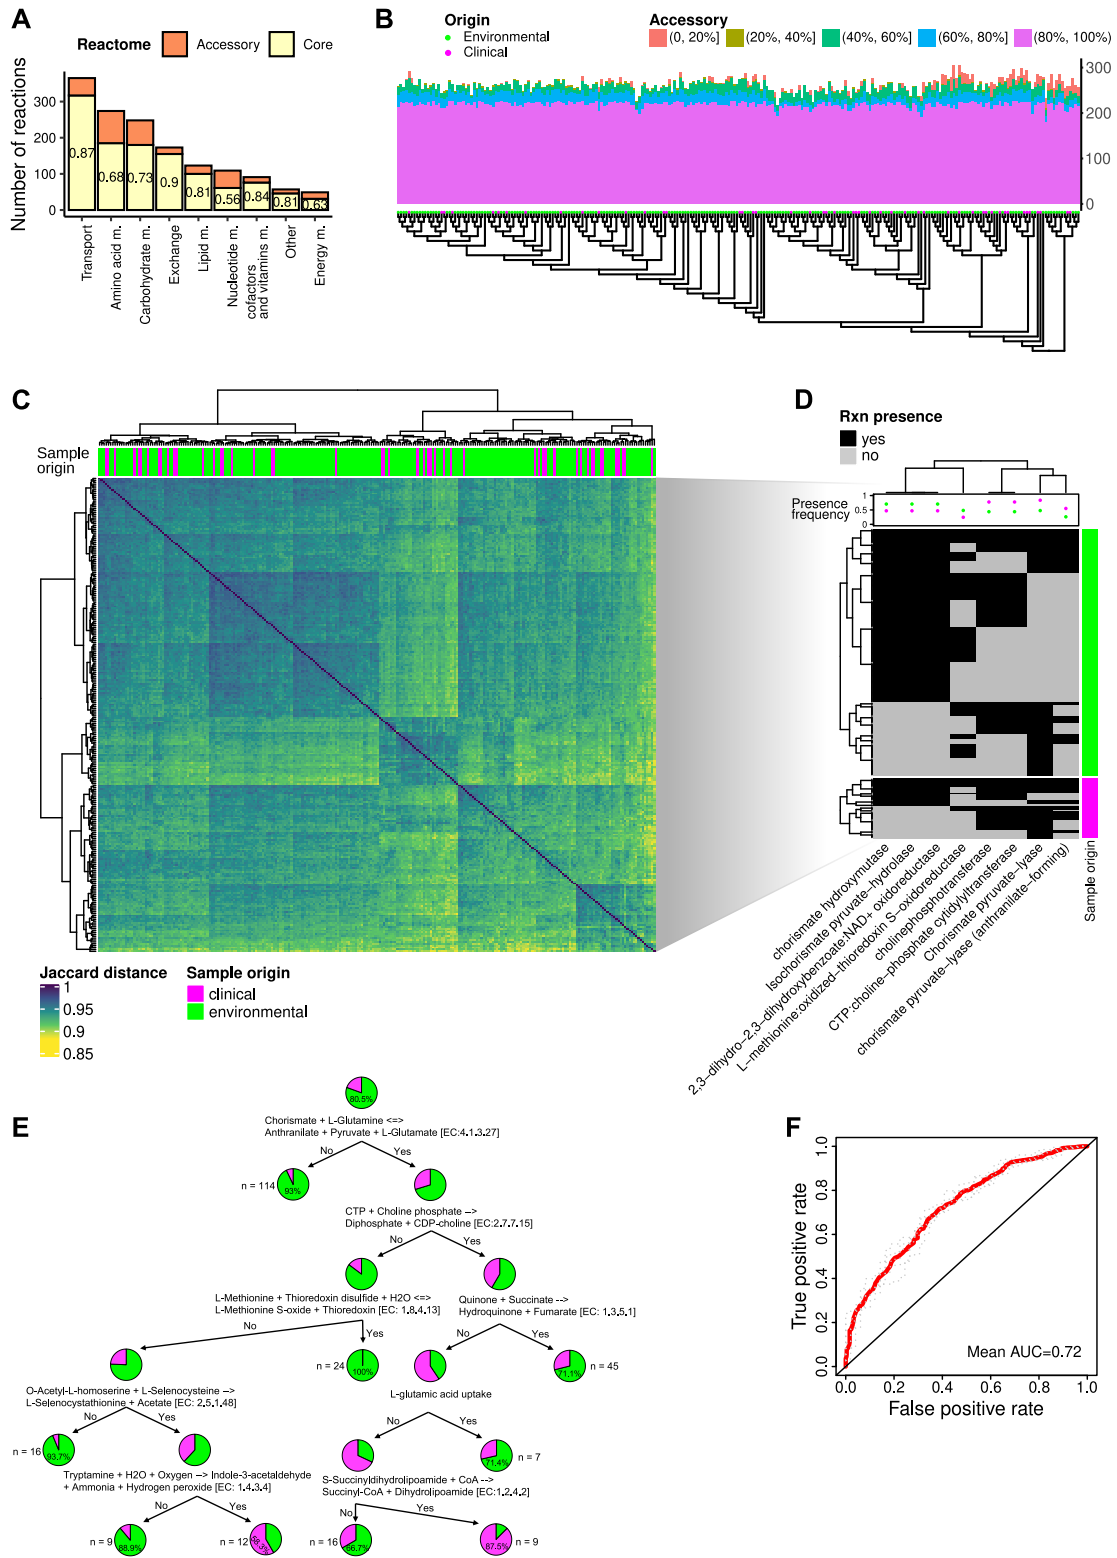 A
Reactome
Accessory
Core
Number of reactions
300
200
100
0
0.87
0.68
0.73
0.9
0.81
0.56
0.84
0.81
0.63
Transport
Amino acid m.
Carbohydrate m.
Exchange
Lipid m.
Nucleotide m.
cofactors
and vitamins m.
Other
Energy m.
B
Origin
Environmental
Clinical
Accessory
(0, 20%]
(20%, 40%]
(40%, 60%]
(60%, 80%]
(80%, 100%)
300
200
100
0
C
Sample
origin
Jaccard distance
1
0.95
0.9
0.85
Sample origin
clinical
environmental
D
Rxn presence
yes
no
Presence
frequency
1
0.5
0
Sample origin
chorismate hydroxymutase
Isochorismate pyruvate-hydrolase
2,3-dihydro-2,3-dihydroxybenzoate:NAD+ oxidoreductase
L-methionine:oxidized-thioredoxin S-oxidoreductase
cholinephosphotransferase
CTP:choline-phosphate cytidylyltransferase
Chorismate pyruvate-lyase
chorismate pyruvate-lyase (anthranilate-forming)
E
80.5%
Chorismate + L-Glutamine <=>
Anthranilate + Pyruvate + L-Glutamate [EC:4.1.3.27]
No
Yes
n = 114
93%
CTP + Choline phosphate -->
Diphosphate + CDP-choline [EC:2.7.7.15]
No
Yes
L-Methionine + Thioredoxin disulfide + H2O <=>
L-Methionine S-oxide + Thioredoxin [EC: 1.8.4.13]
Quinone + Succinate -->
Hydroquinone + Fumarate [EC: 1.3.5.1]
No
Yes
No
Yes
n = 24
100%
71.1%
n = 45
O-Acetyl-L-homoserine + L-Selenocysteine -->
L-Selenocystathionine + Acetate [EC: 2.5.1.48]
L-glutamic acid uptake
No
Yes
No
Yes
n = 16
93.7%
71.4%
n = 7
Tryptamine + H2O + Oxygen --> Indole-3-acetaldehyde
+ Ammonia + Hydrogen peroxide [EC: 1.4.3.4]
S-Succinyldihydrolipoamide + CoA -->
Succinyl-CoA + Dihydrolipoamide [EC:1.2.4.2]
No
Yes
No
Yes
n = 9
88.9%
n = 12
58.3%
n = 16
66.7%
87.5%
n = 9
F
True positive rate
1.0
0.8
0.6
0.4
0.2
0.0
Mean AUC=0.72
0.0
0.2
0.4
0.6
0.8
1.0
False positive rate